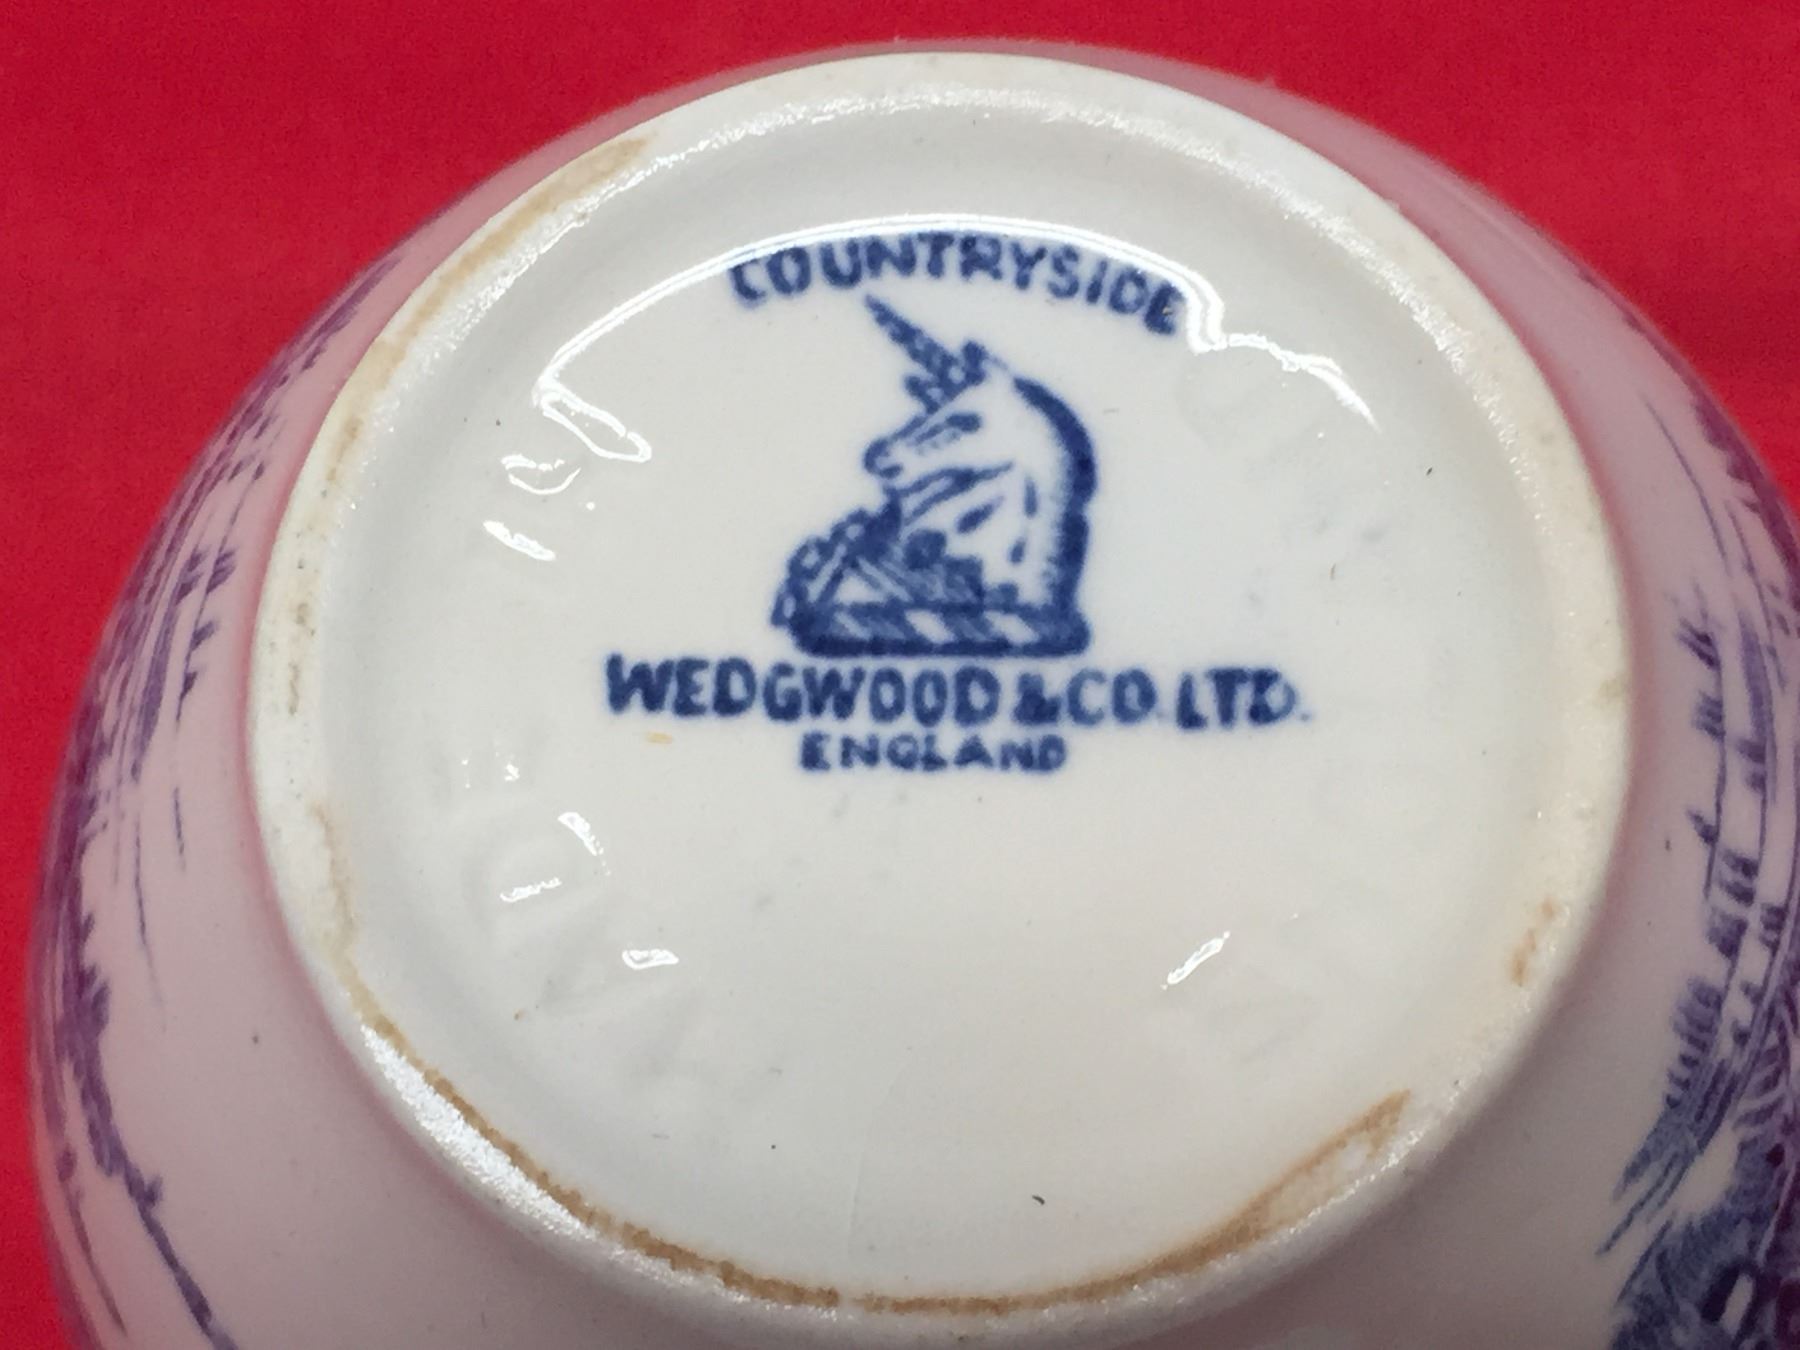 COUNTRYSIDE
WEDGWOOD & CO. LTD.
ENGLAND